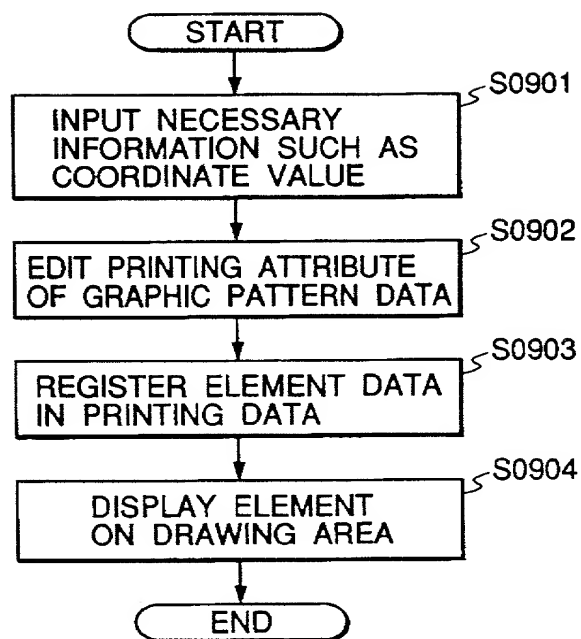 START
S0901
INPUT NECESSARY
INFORMATION SUCH AS
COORDINATE VALUE
S0902
EDIT PRINTING ATTRIBUTE
OF GRAPHIC PATTERN DATA
S0903
REGISTER ELEMENT DATA
IN PRINTING DATA
S0904
DISPLAY ELEMENT
ON DRAWING AREA
END